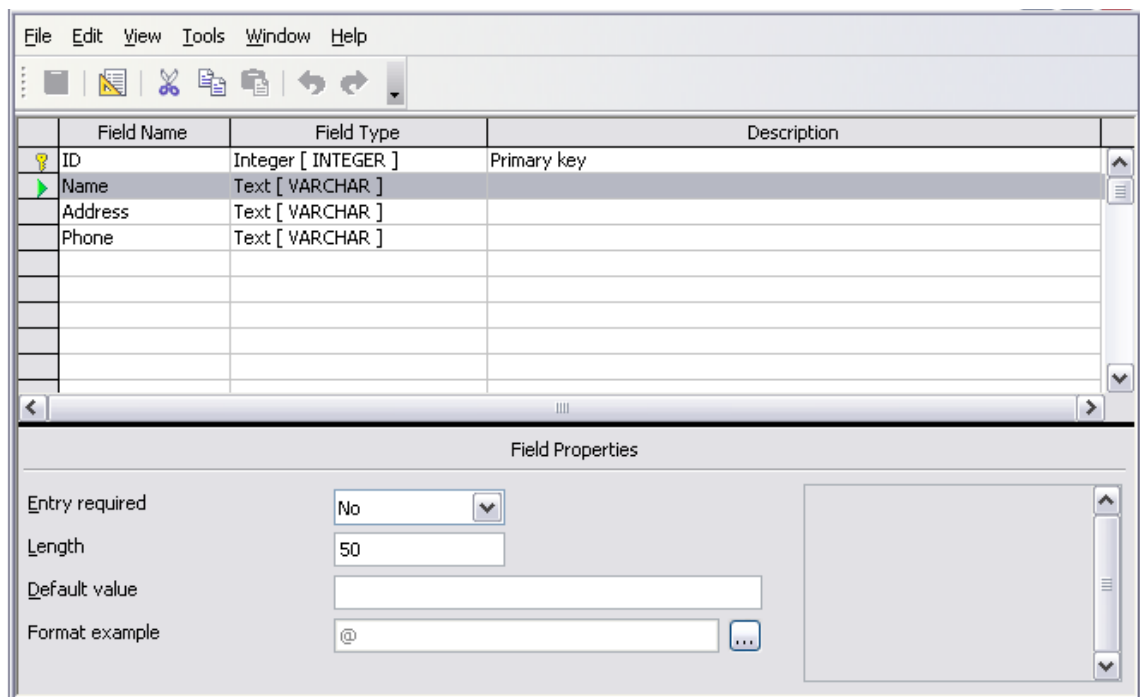 File Edit View Tools Window Help
Field Name Field Type Description
ID Integer [ INTEGER ] Primary key
Name Text [ VARCHAR ]
Address Text [ VARCHAR ]
Phone Text [ VARCHAR ]
Field Properties
Entry required No
Length 50
Default value
Format example @ ...